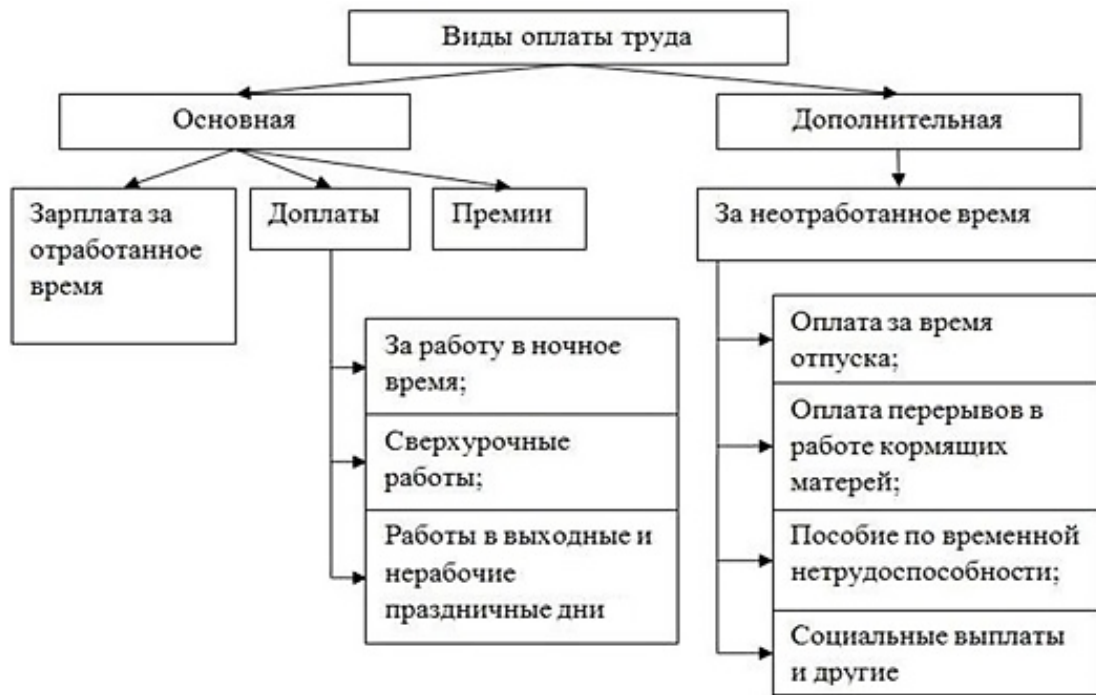 Виды оплаты труда
Основная
Дополнительная
Зарплата за
отработанное
время
Доплаты
Премии
За неотработанное время
За работу в ночное
время;
Сверхурочные
работы;
Работы в выходные и
нерабочие
праздничные дни
Оплата за время
отпуска;
Оплата перерывов в
работе кормящих
матерей;
Пособие по временной
нетрудоспособности;
Социальные выплаты
и другие